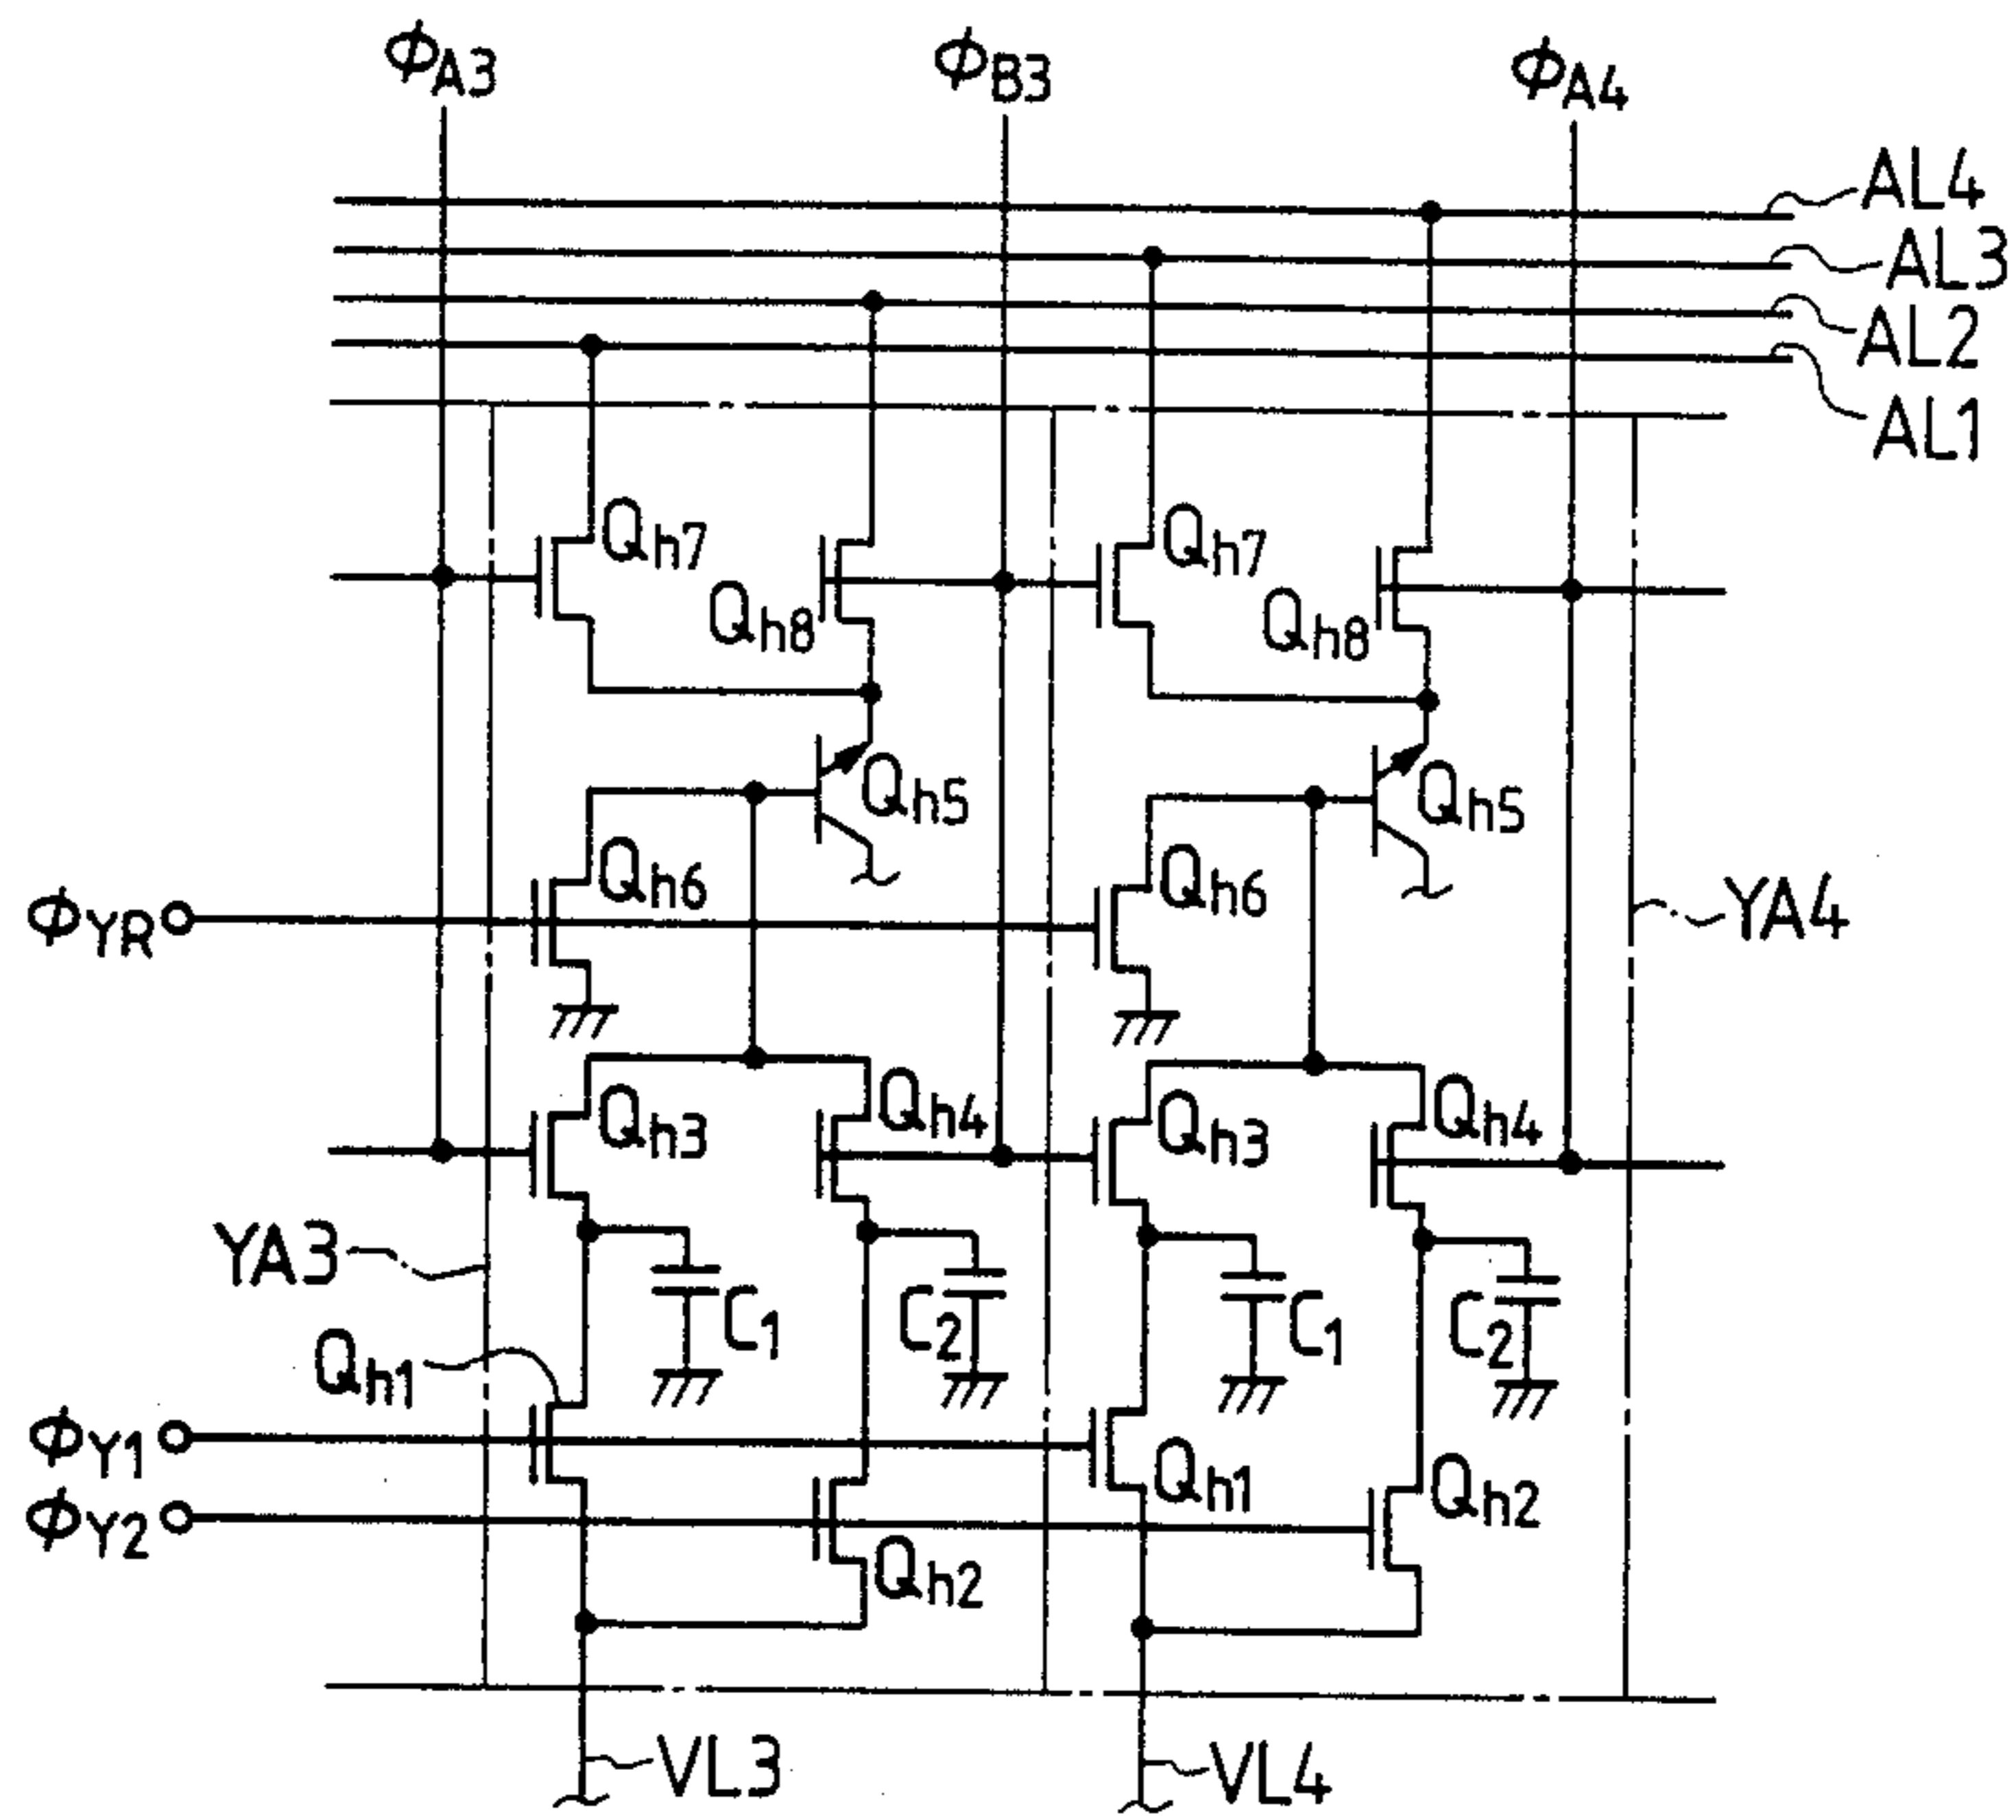 ϕA3 ϕB3 ϕA4
AL4
AL3
AL2
AL1
Qh7 Qh8 Qh7 Qh8
Qh5 Qh5
ϕYR Qh6 Qh6 YA4
Qh3 Qh4 Qh3 Qh4
YA3 C1 C2 C1 C2
Qh1
ϕY1 Qh1 Qh2
ϕY2 Qh2
VL3 VL4